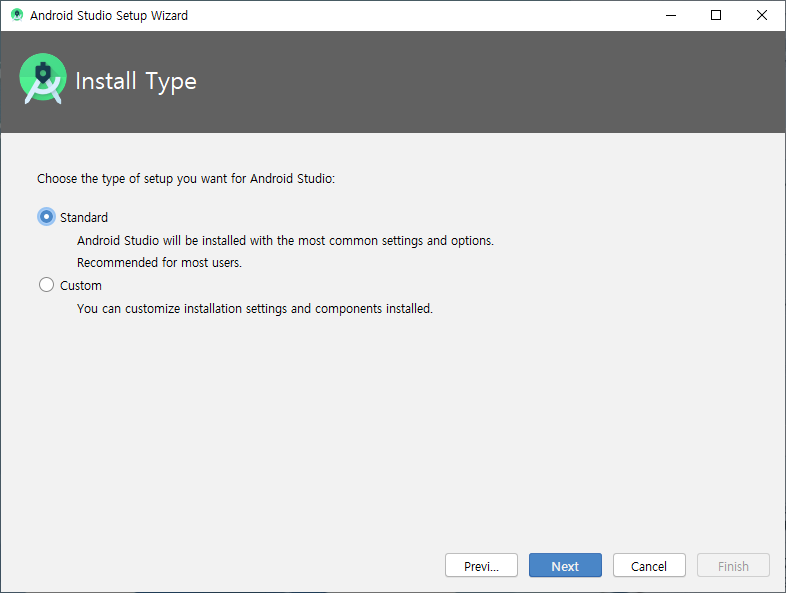 Android Studio Setup Wizard
Install Type
Choose the type of setup you want for Android Studio:
Standard
Android Studio will be installed with the most common settings and options.
Recommended for most users.
Custom
You can customize installation settings and components installed.
Previ...
Next
Cancel
Finish